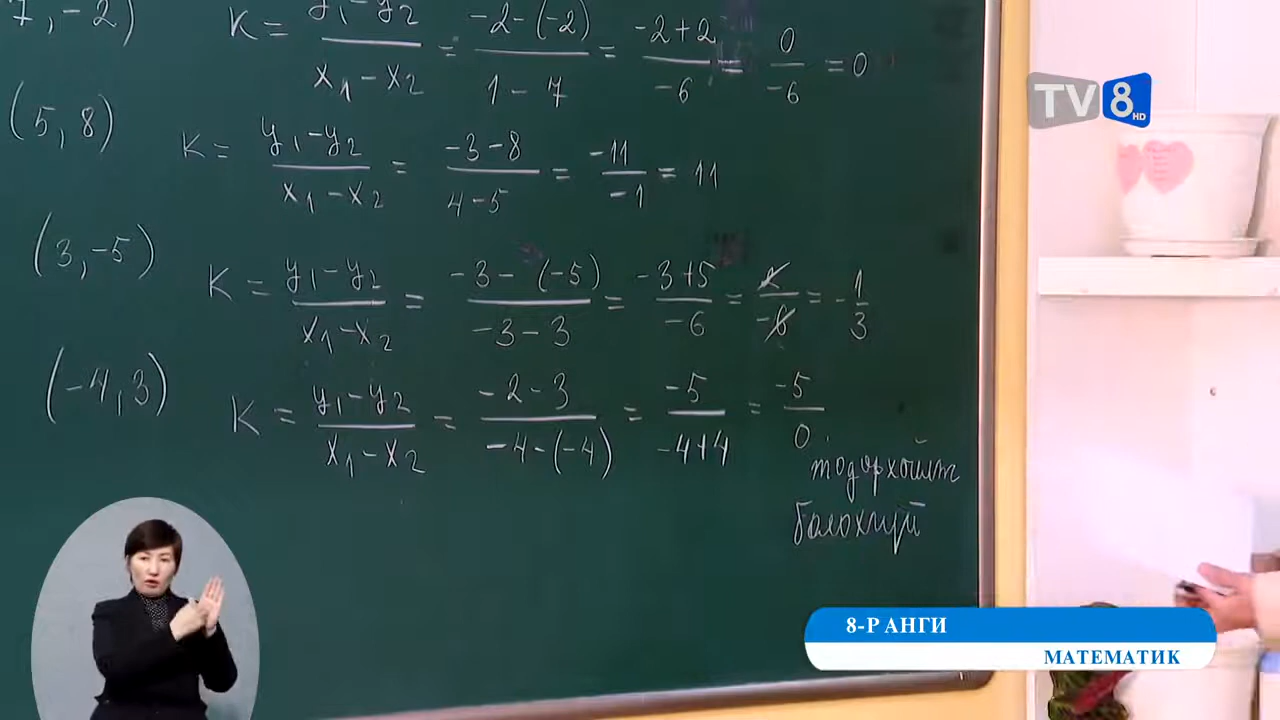 7, -2) K = y₁ - y₂ / x₁ - x₂ = -2 - (-2) / 1 - 7 = -2 + 2 / -6 = 0 / -6 = 0
(5, 8) K = y₁ - y₂ / x₁ - x₂ = -3 - 8 / 4 - 5 = -11 / -1 = 11
(3, -5) K = y₁ - y₂ / x₁ - x₂ = -3 - (-5) / -3 - 3 = -3 + 5 / -6 = 2 / -6 = - 1 / 3
(-4, 3) K = y₁ - y₂ / x₁ - x₂ = -2 - 3 / -4 - (-4) = -5 / -4 + 4 = -5 / 0
тодорхойлж
болохгүй
TV8 HD
8-Р АНГИ
МАТЕМАТИК